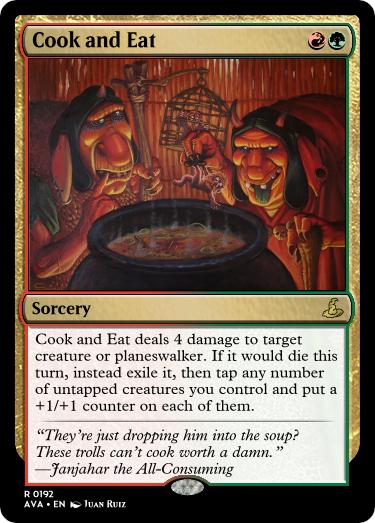 Cook and Eat
Sorcery
Cook and Eat deals 4 damage to target
creature or planeswalker. If it would die this
turn, instead exile it, then tap any number
of untapped creatures you control and put a
+1/+1 counter on each of them.
“They’re just dropping him into the soup?
These trolls can’t cook worth a damn.”
—Janjahar the All-Consuming
R 0192
AVA • EN Juan Ruiz